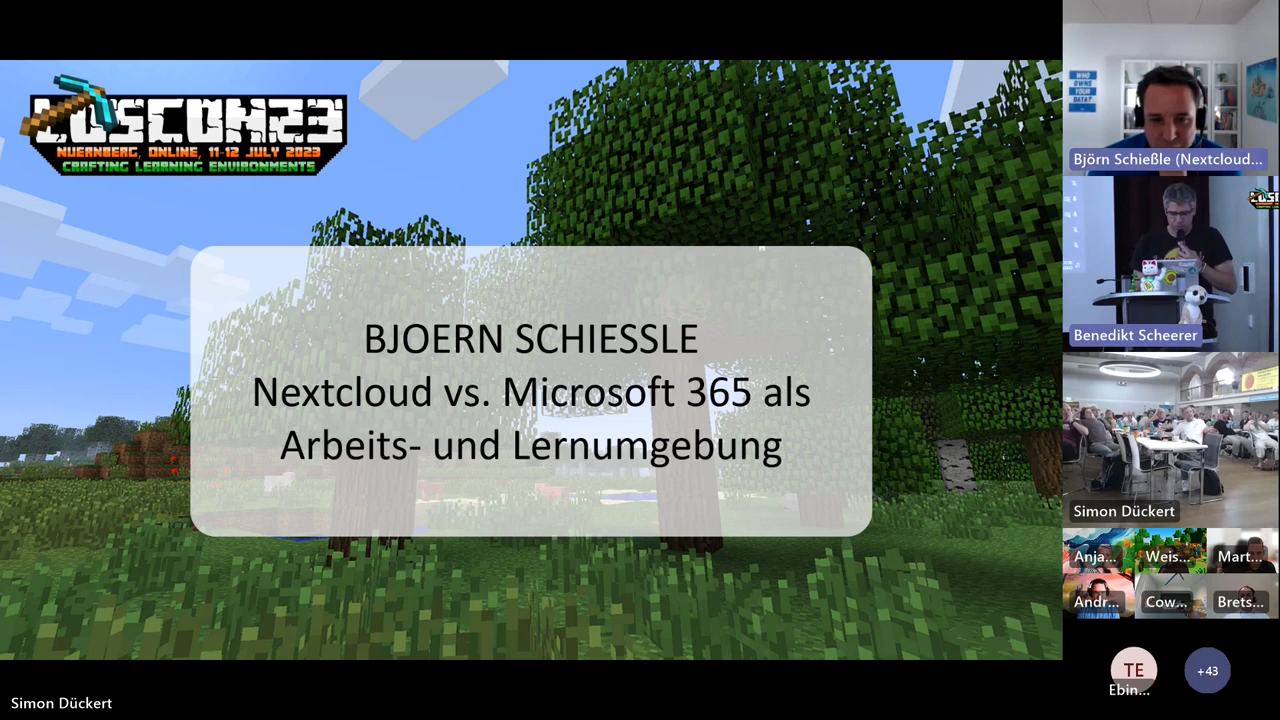 LOSCON23
NUERNBERG, ONLINE, 11-12 JULY 2023
CRAFTING LEARNING ENVIRONMENTS
BJOERN SCHIESSLE
Nextcloud vs. Microsoft 365 als
Arbeits- und Lernumgebung
Simon Dückert
WHO
OWNS
YOUR
DATA?
Björn Schießle (Nextcloud...
Benedikt Scheerer
Simon Dückert
Anja...
Weis...
Mart...
Andr...
Cow...
Brets...
TE
Ebin...
+43